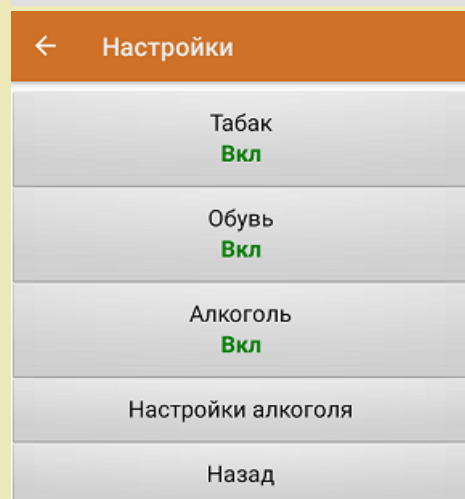 Настройки
Табак
Вкл
Обувь
Вкл
Алкоголь
Вкл
Настройки алкоголя
Назад